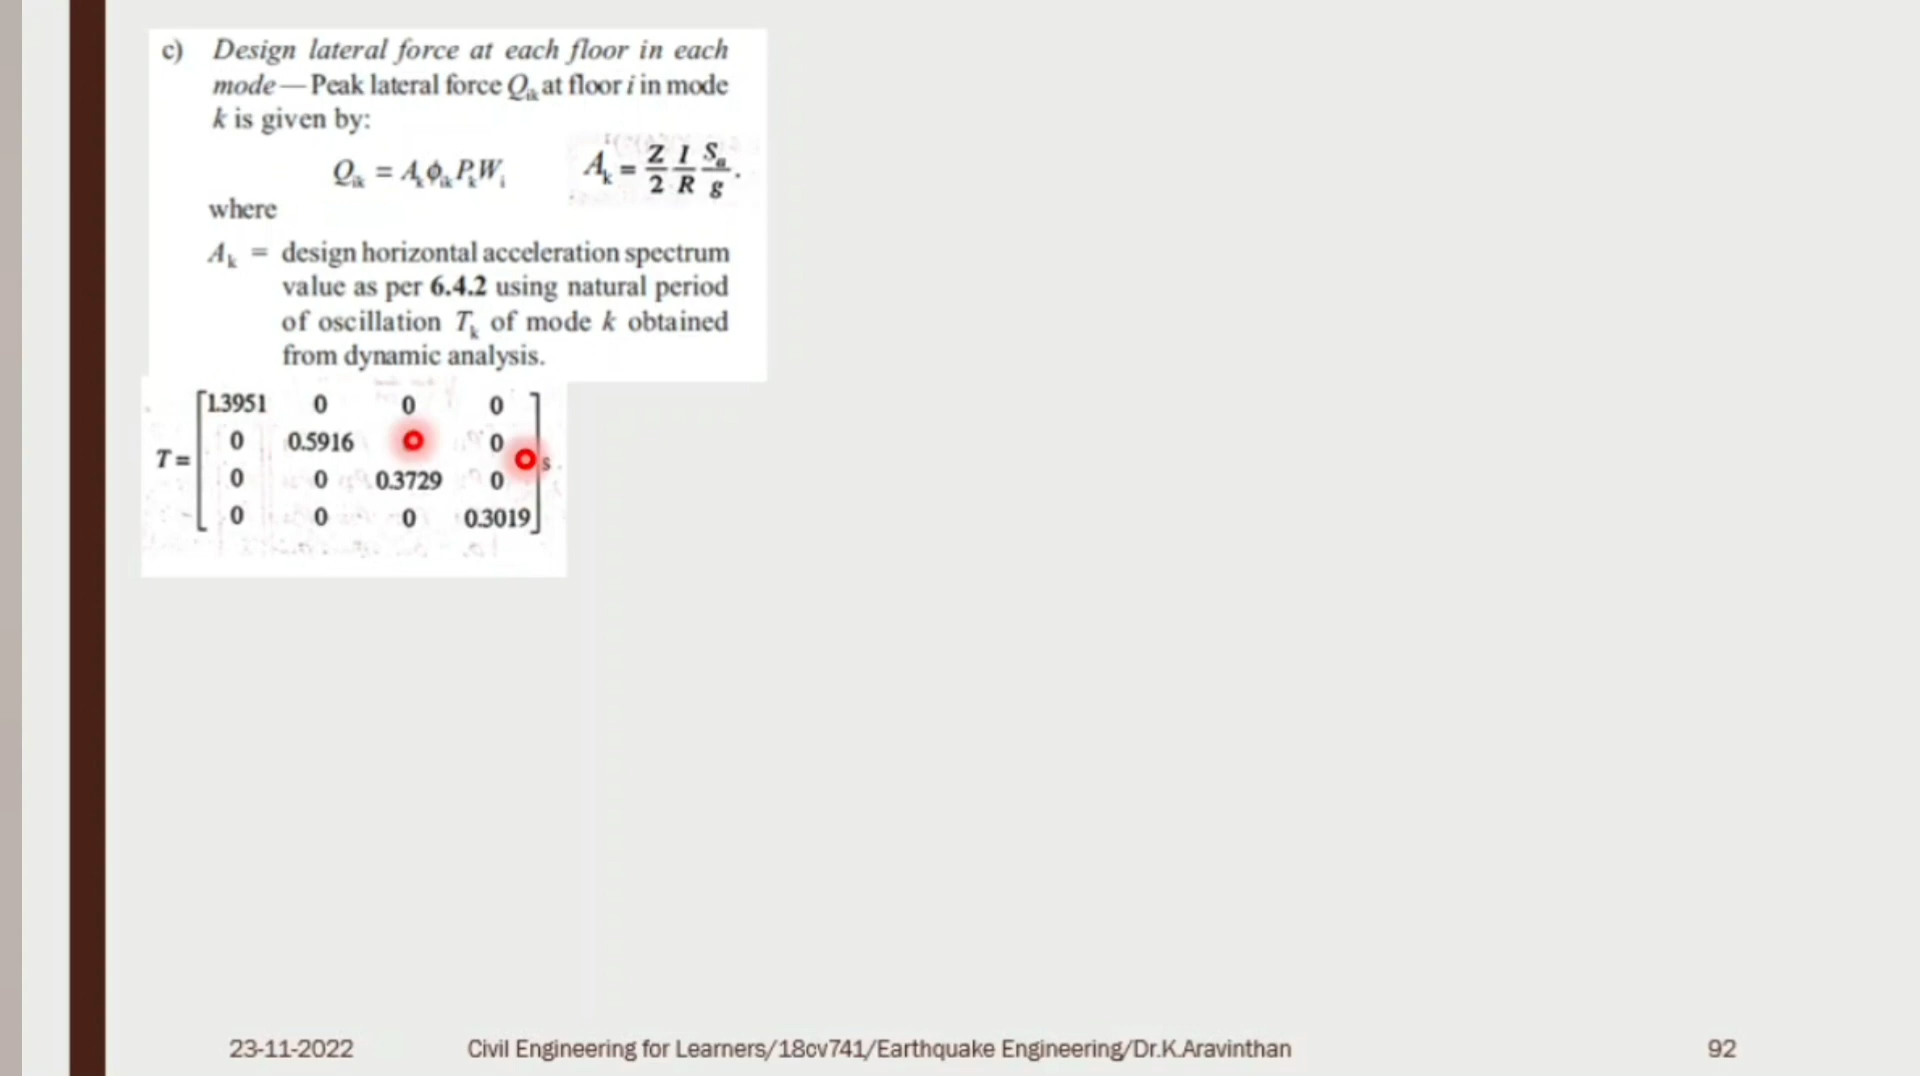 c) Design lateral force at each floor in each
mode — Peak lateral force Qik at floor i in mode
k is given by:
Qik = Ak ϕik Pk Wi
Ak = Z/2 I/R Sa/g .
where
Ak = design horizontal acceleration spectrum
value as per 6.4.2 using natural period
of oscillation Tk of mode k obtained
from dynamic analysis.
1.3951 0 0 0
0 0.5916 0
T =
s
0 0 0.3729 0
0 0 0 0.3019
23-11-2022 Civil Engineering for Learners/18cv741/Earthquake Engineering/Dr.K.Aravinthan 92